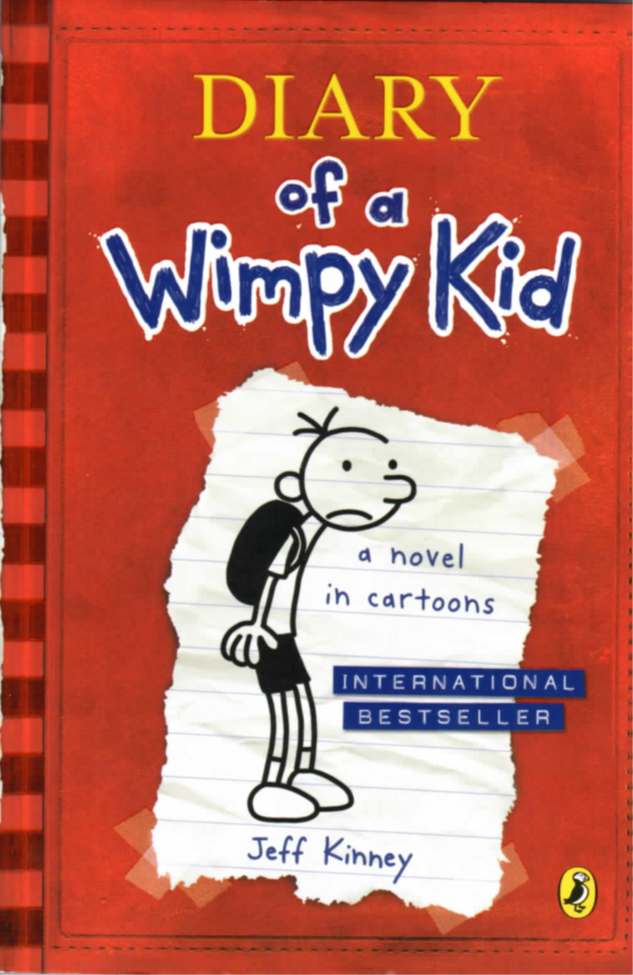 DIARY
of a
Wimpy Kid
a novel
in cartoons
INTERNATIONAL
BESTSELLER
Jeff Kinney